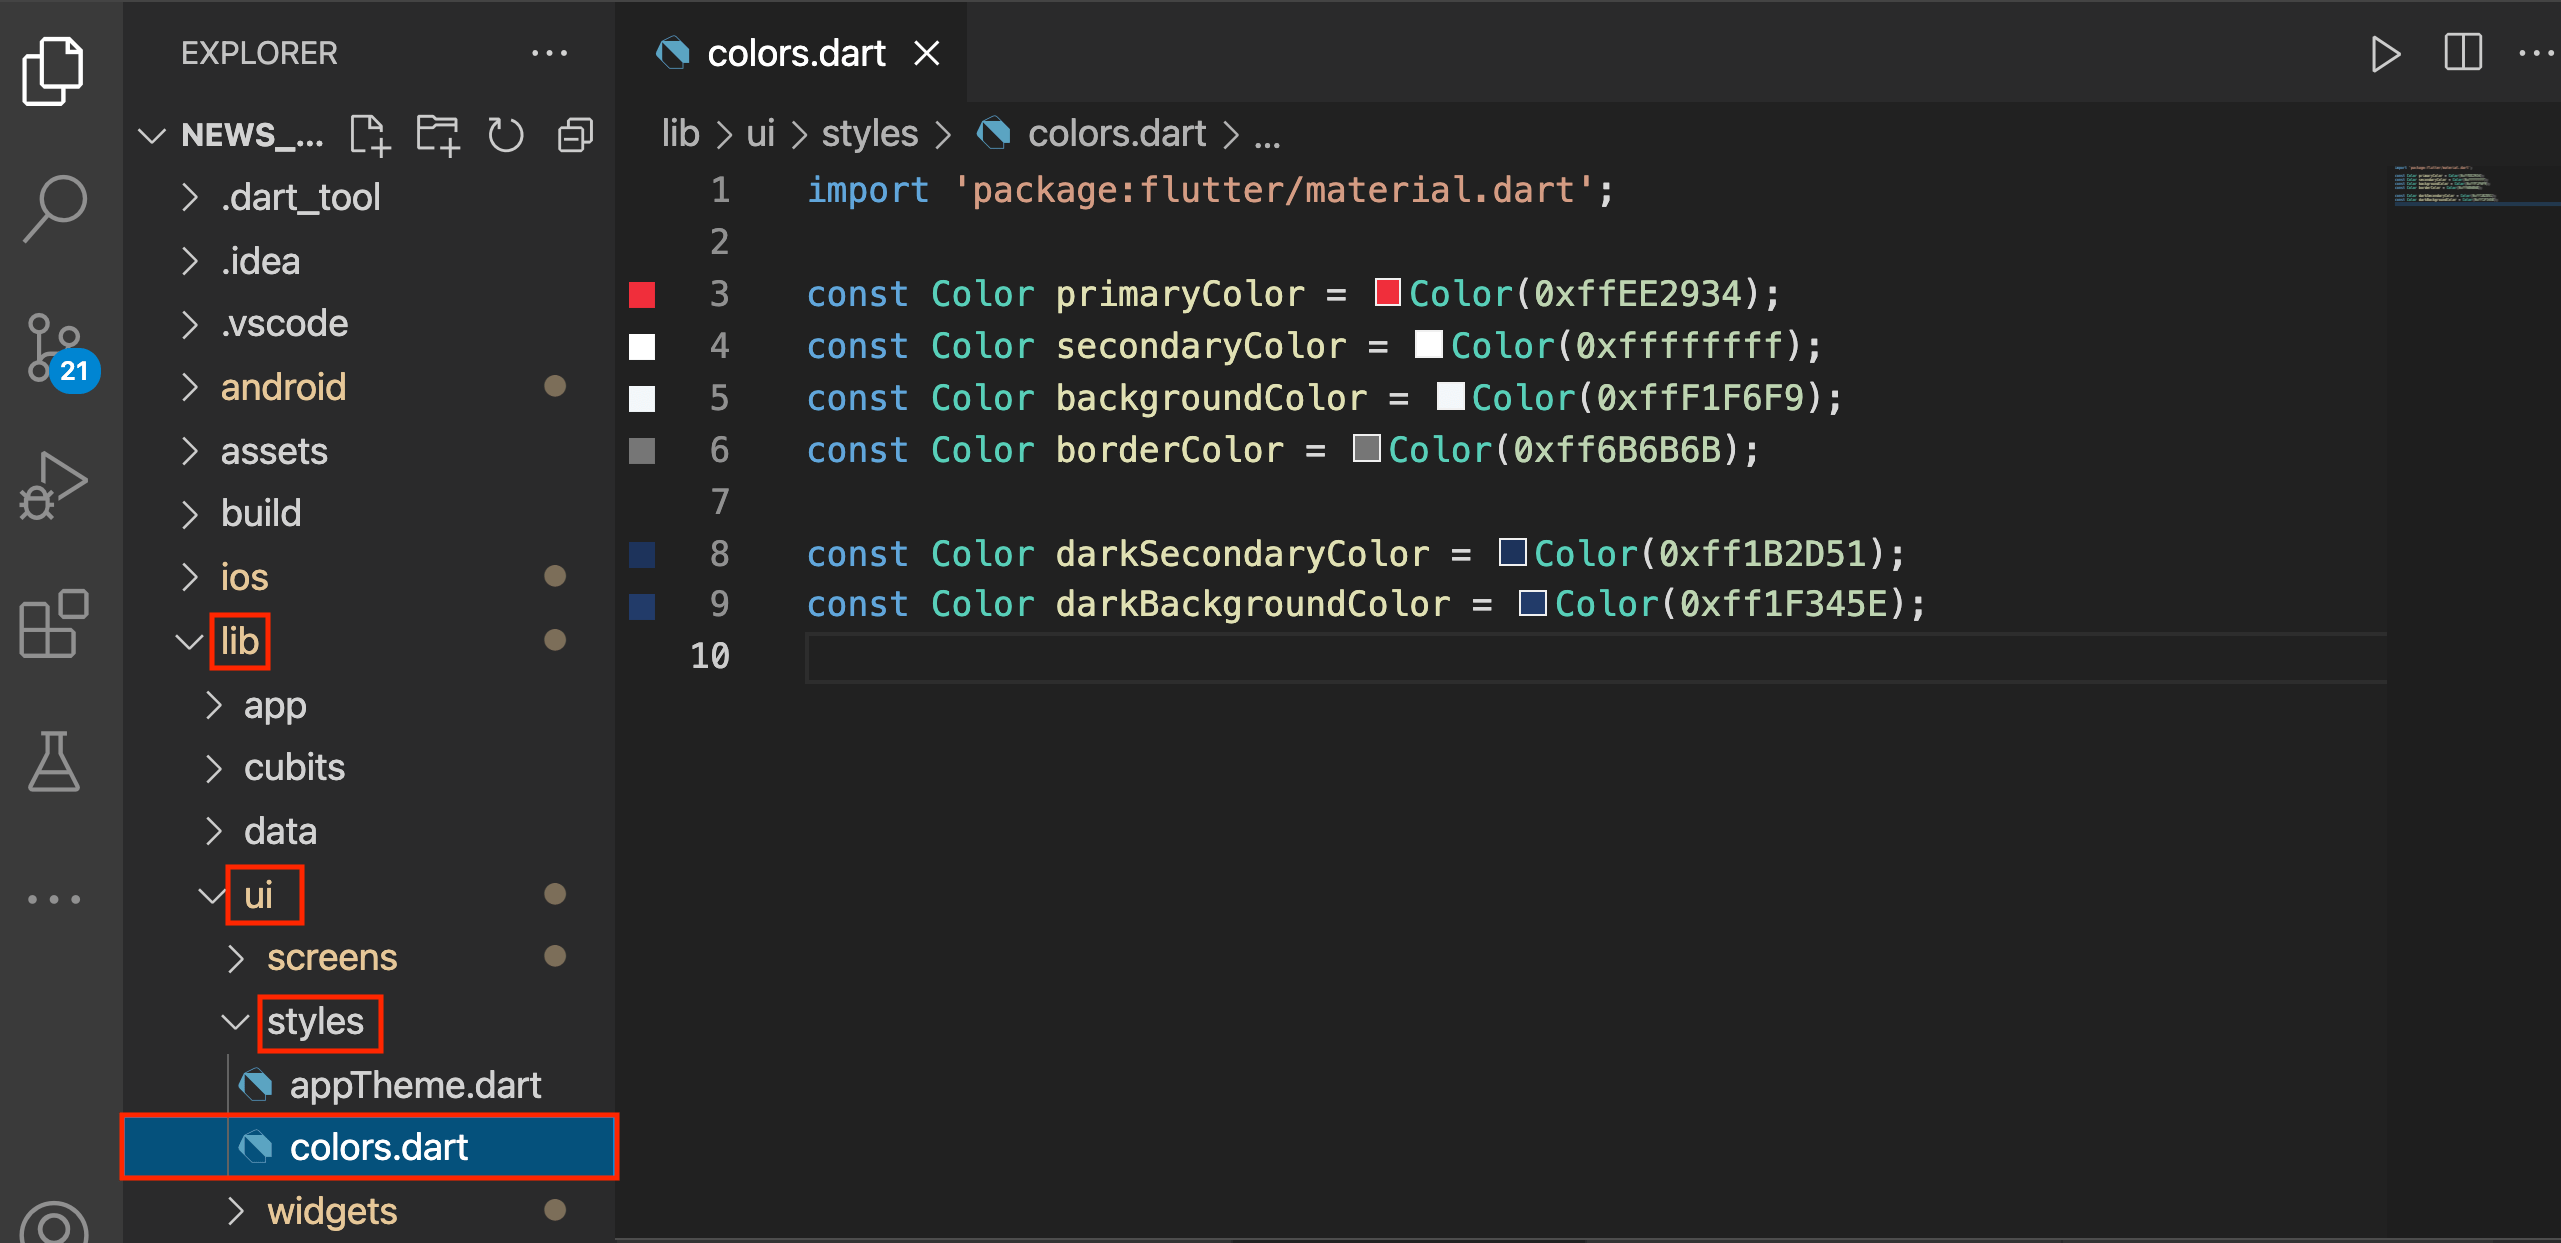 EXPLORER
NEWS_...
.dart_tool
.idea
.vscode
android
assets
build
ios
lib
app
cubits
data
ui
screens
styles
appTheme.dart
colors.dart
widgets
21
colors.dart
lib > ui > styles > colors.dart > ...
1 import 'package:flutter/material.dart';
2
3 const Color primaryColor = Color(0xffEE2934);
4 const Color secondaryColor = Color(0xffffffff);
5 const Color backgroundColor = Color(0xffF1F6F9);
6 const Color borderColor = Color(0xff6B6B6B);
7
8 const Color darkSecondaryColor = Color(0xff1B2D51);
9 const Color darkBackgroundColor = Color(0xff1F345E);
10